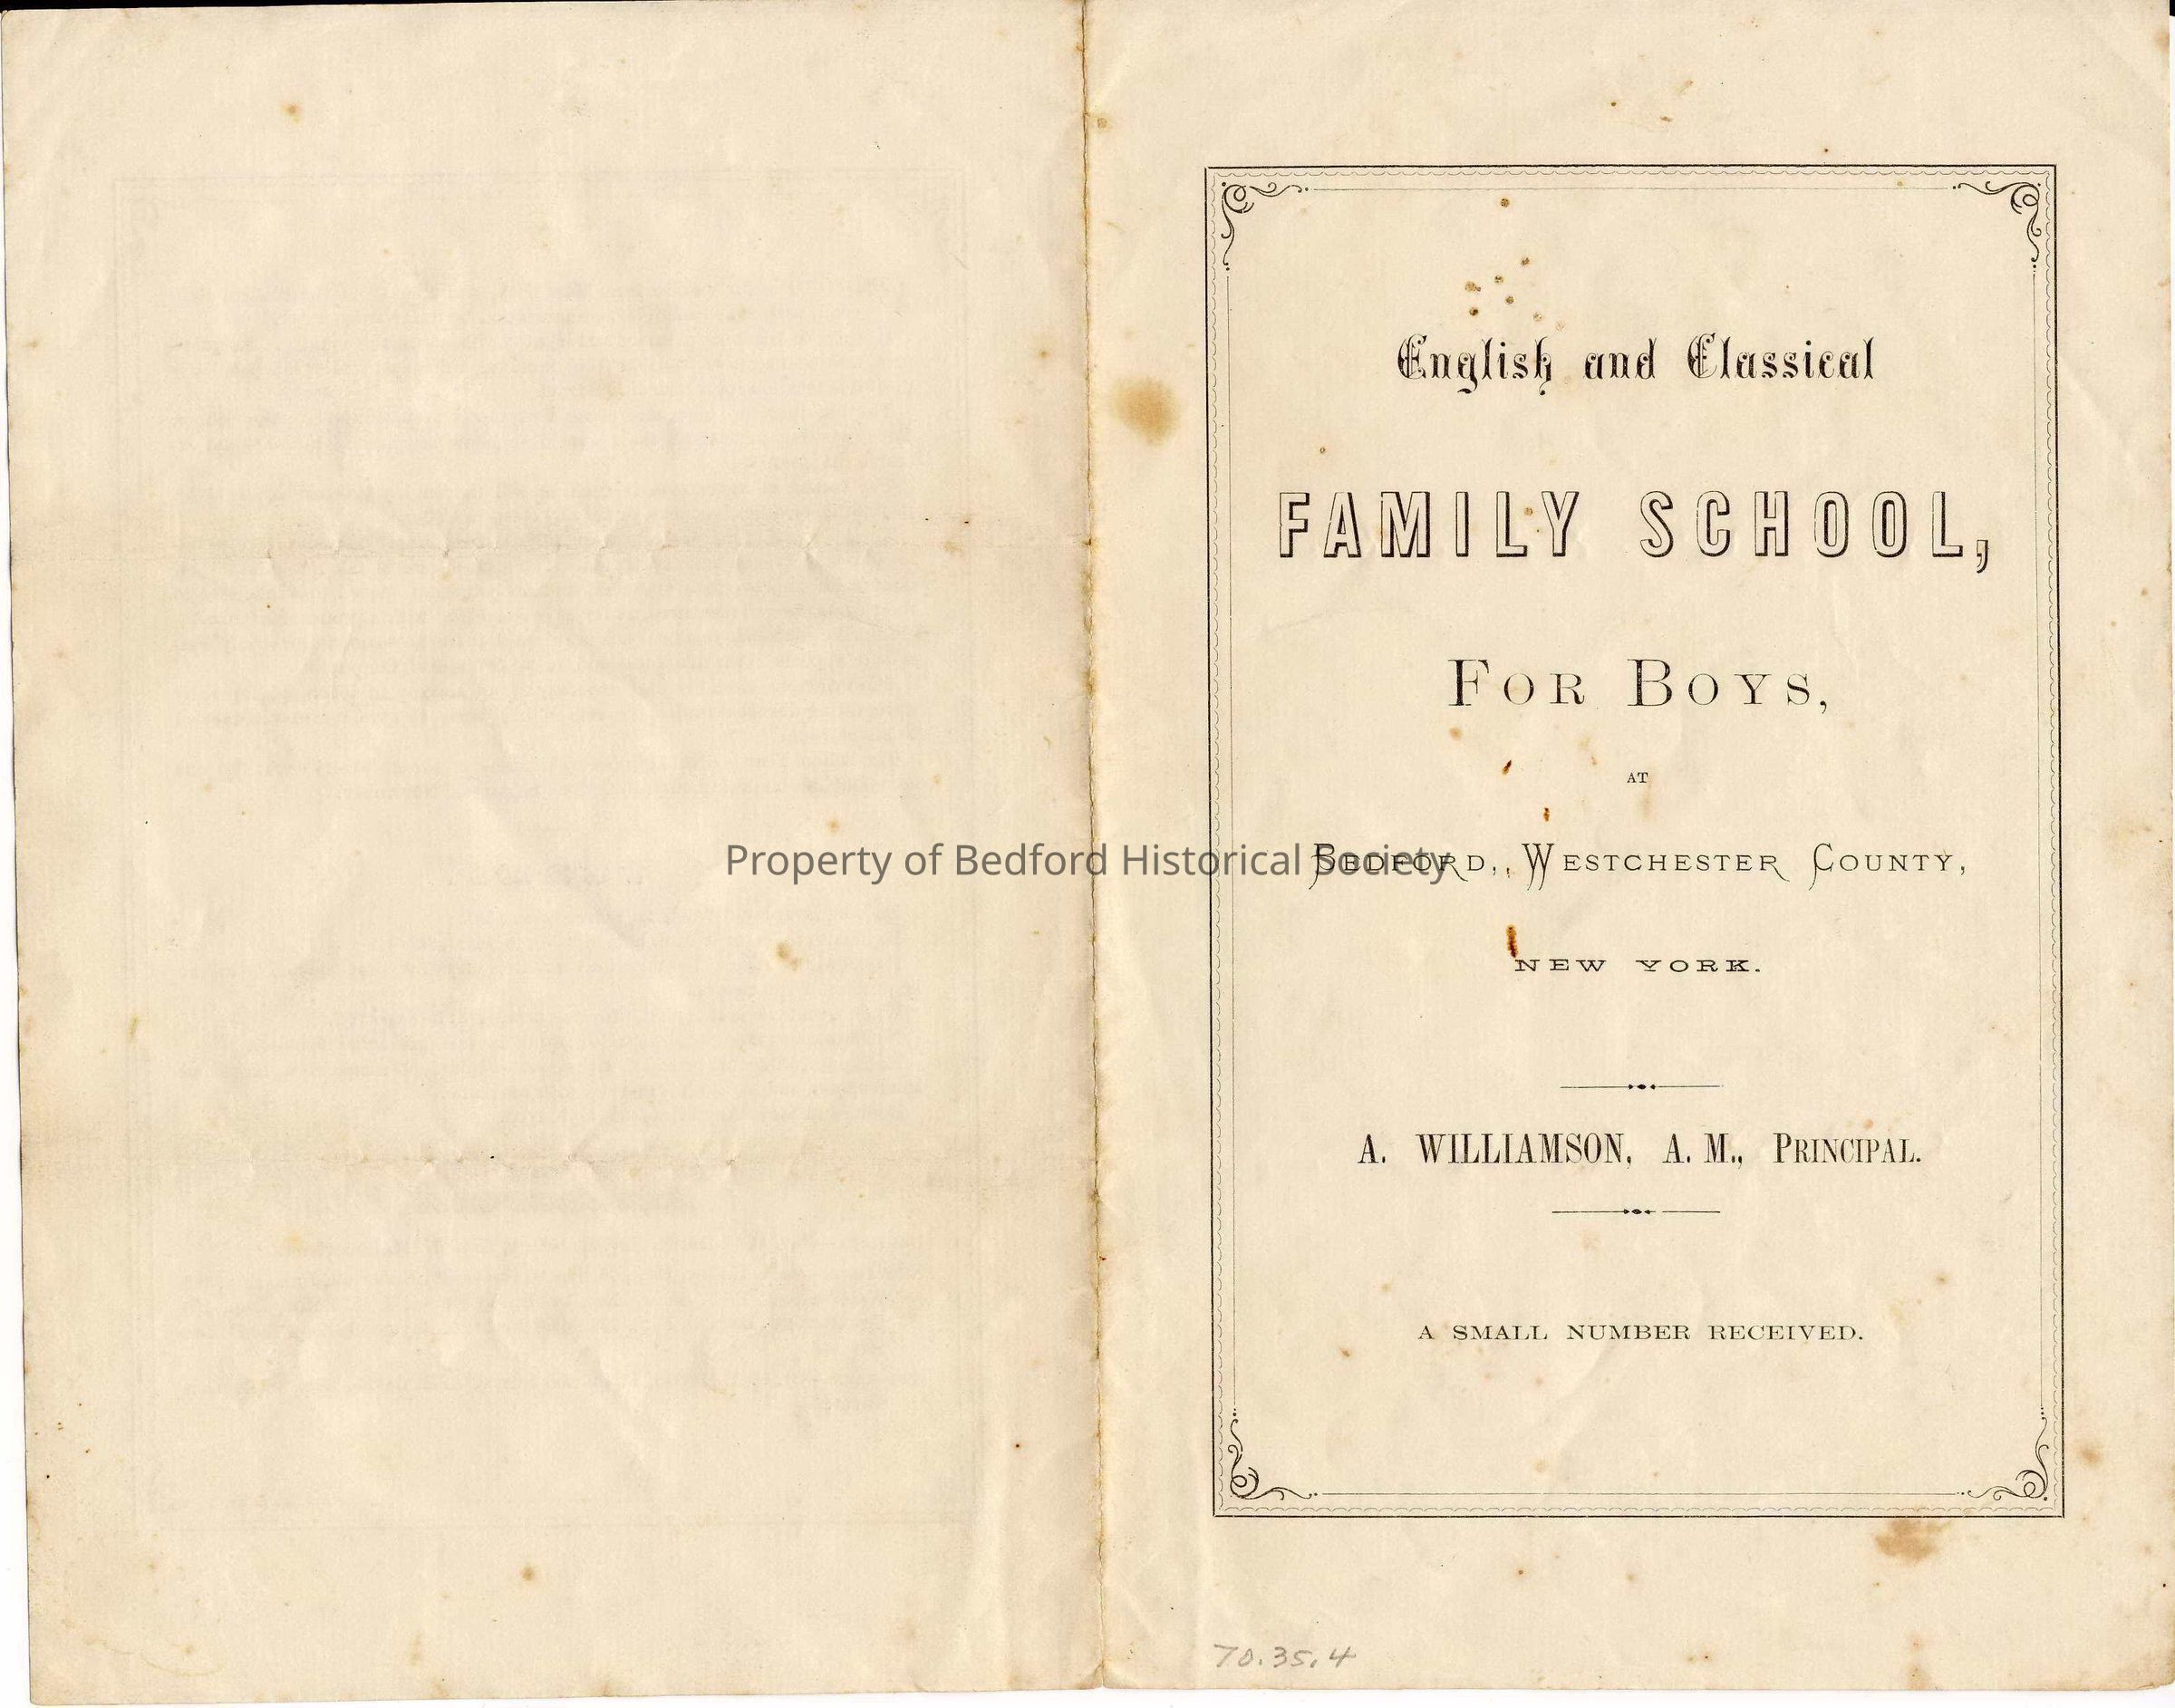 English and Classical
FAMILY SCHOOL,
FOR BOYS,
AT
BEDFORD, WESTCHESTER COUNTY,
NEW YORK.
A. WILLIAMSON, A. M., PRINCIPAL.
A SMALL NUMBER RECEIVED.
70.35.4
Property of Bedford Historical Society